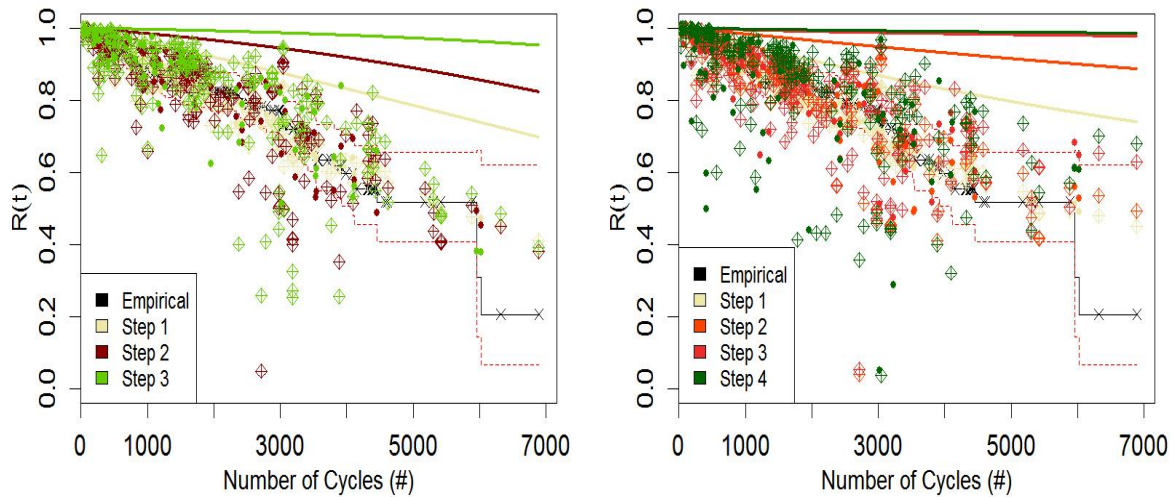 R(t)
1.0
0.8
0.6
0.4
0.2
0.0
Empirical
Step 1
Step 2
Step 3
0 1000 3000 5000 7000
Number of Cycles (#)
R(t)
1.0
0.8
0.6
0.4
0.2
0.0
Empirical
Step 1
Step 2
Step 3
Step 4
0 1000 3000 5000 7000
Number of Cycles (#)